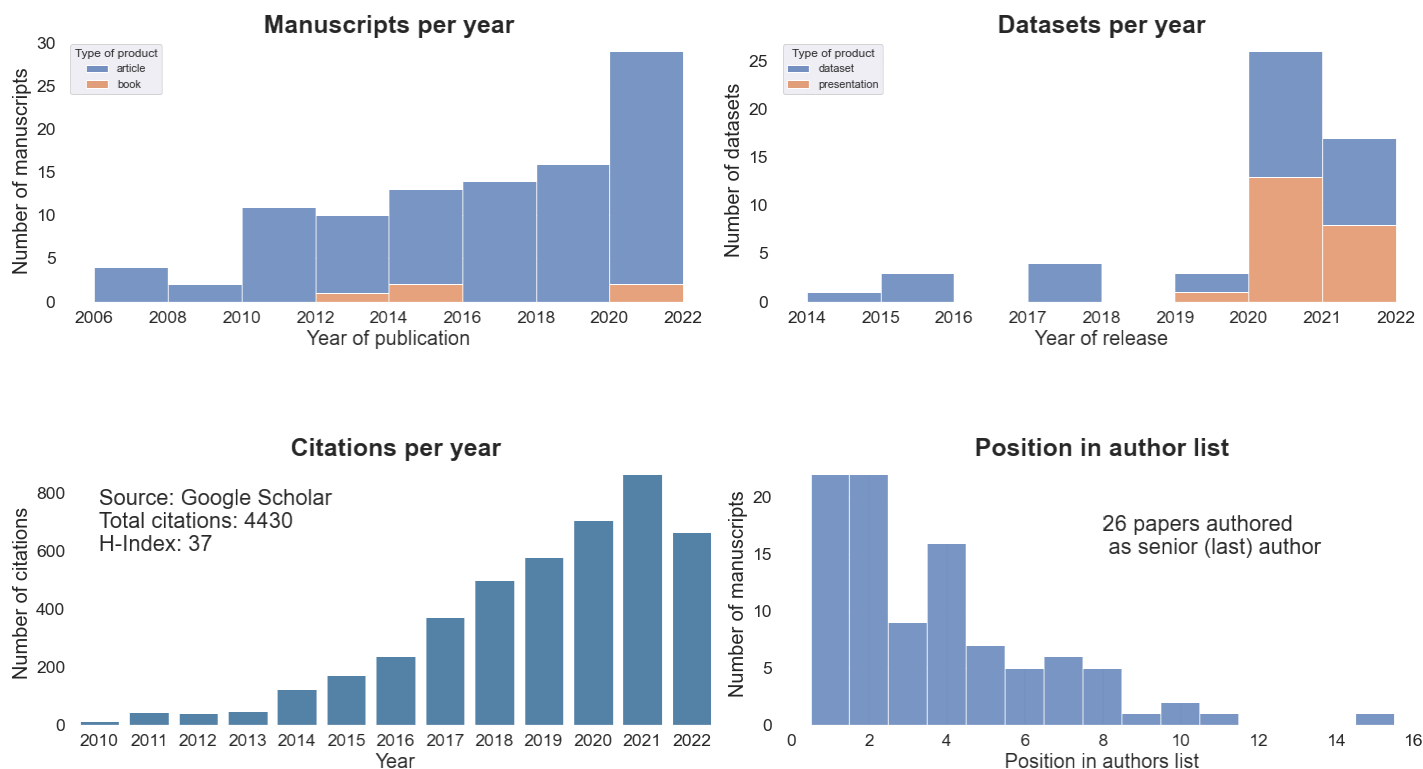 Manuscripts per year
Number of manuscripts
30
25
20
15
10
5
0
Type of product
article
book
2006 2008 2010 2012 2014 2016 2018 2020 2022
Year of publication
Datasets per year
Number of datasets
25
20
15
10
5
0
Type of product
dataset
presentation
2014 2015 2016 2017 2018 2019 2020 2021 2022
Year of release
Citations per year
Number of citations
800
600
400
200
0
Source: Google Scholar
Total citations: 4430
H-Index: 37
2010 2011 2012 2013 2014 2015 2016 2017 2018 2019 2020 2021 2022
Year
Position in author list
Number of manuscripts
20
15
10
5
0
26 papers authored
as senior (last) author
0 2 4 6 8 10 12 14 16
Position in authors list